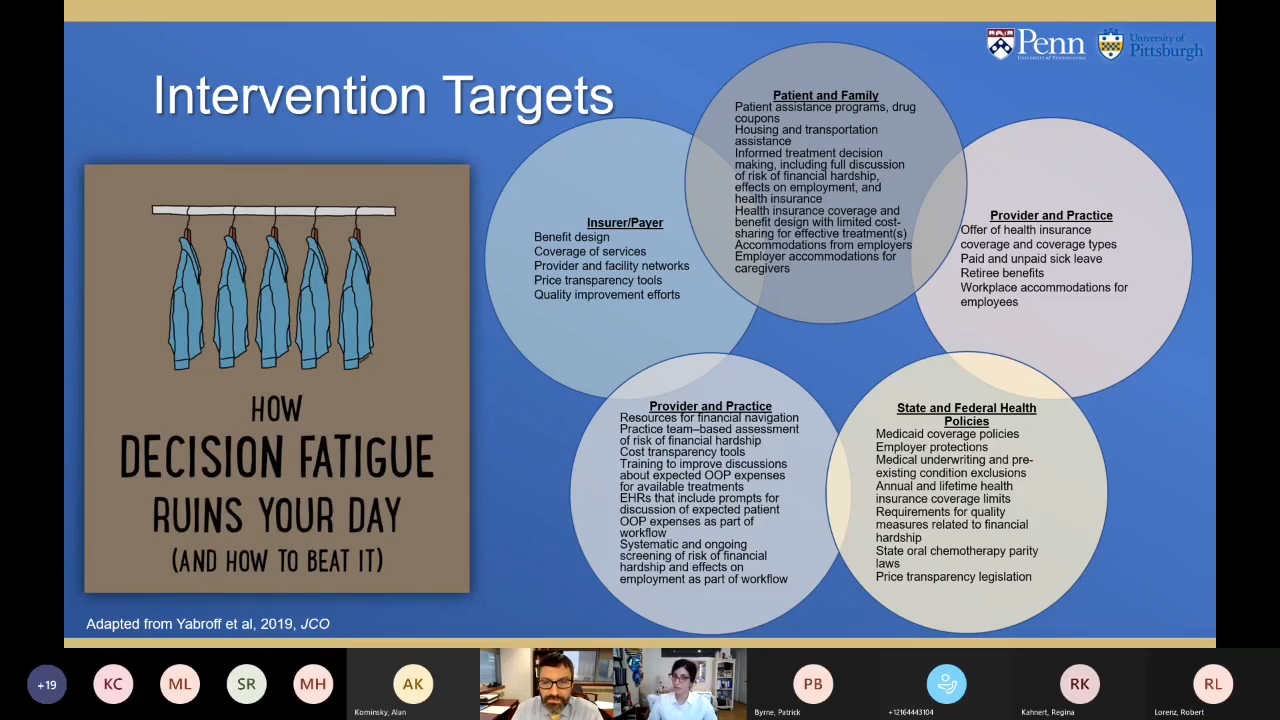 Penn
UNIVERSITY OF PENNSYLVANIA
University of
Pittsburgh
Intervention Targets
HOW
DECISION FATIGUE
RUINS YOUR DAY
(AND HOW TO BEAT IT)
Insurer/Payer
Benefit design
Coverage of services
Provider and facility networks
Price transparency tools
Quality improvement efforts
Patient and Family
Patient assistance programs, drug
coupons
Housing and transportation
assistance
Informed treatment decision
making, including full discussion
of risk of financial hardship,
effects on employment, and
health insurance
Health insurance coverage and
benefit design with limited cost-
sharing for effective treatment(s)
Accommodations from employers
Employer accommodations for
caregivers
Provider and Practice
Offer of health insurance
coverage and coverage types
Paid and unpaid sick leave
Retiree benefits
Workplace accommodations for
employees
Provider and Practice
Resources for financial navigation
Practice team–based assessment
of risk of financial hardship
Cost transparency tools
Training to improve discussions
about expected OOP expenses
for available treatments
EHRs that include prompts for
discussion of expected patient
OOP expenses as part of
workflow
Systematic and ongoing
screening of risk of financial
hardship and effects on
employment as part of workflow
State and Federal Health
Policies
Medicaid coverage policies
Employer protections
Medical underwriting and pre-
existing condition exclusions
Annual and lifetime health
insurance coverage limits
Requirements for quality
measures related to financial
hardship
State oral chemotherapy parity
laws
Price transparency legislation
Adapted from Yabroff et al, 2019, JCO
+19
KC
ML
SR
MH
AK
Kominsky, Alan
PB
Byrne, Patrick
+12164443104
RK
Kahnert, Regina
RL
Lorenz, Robert